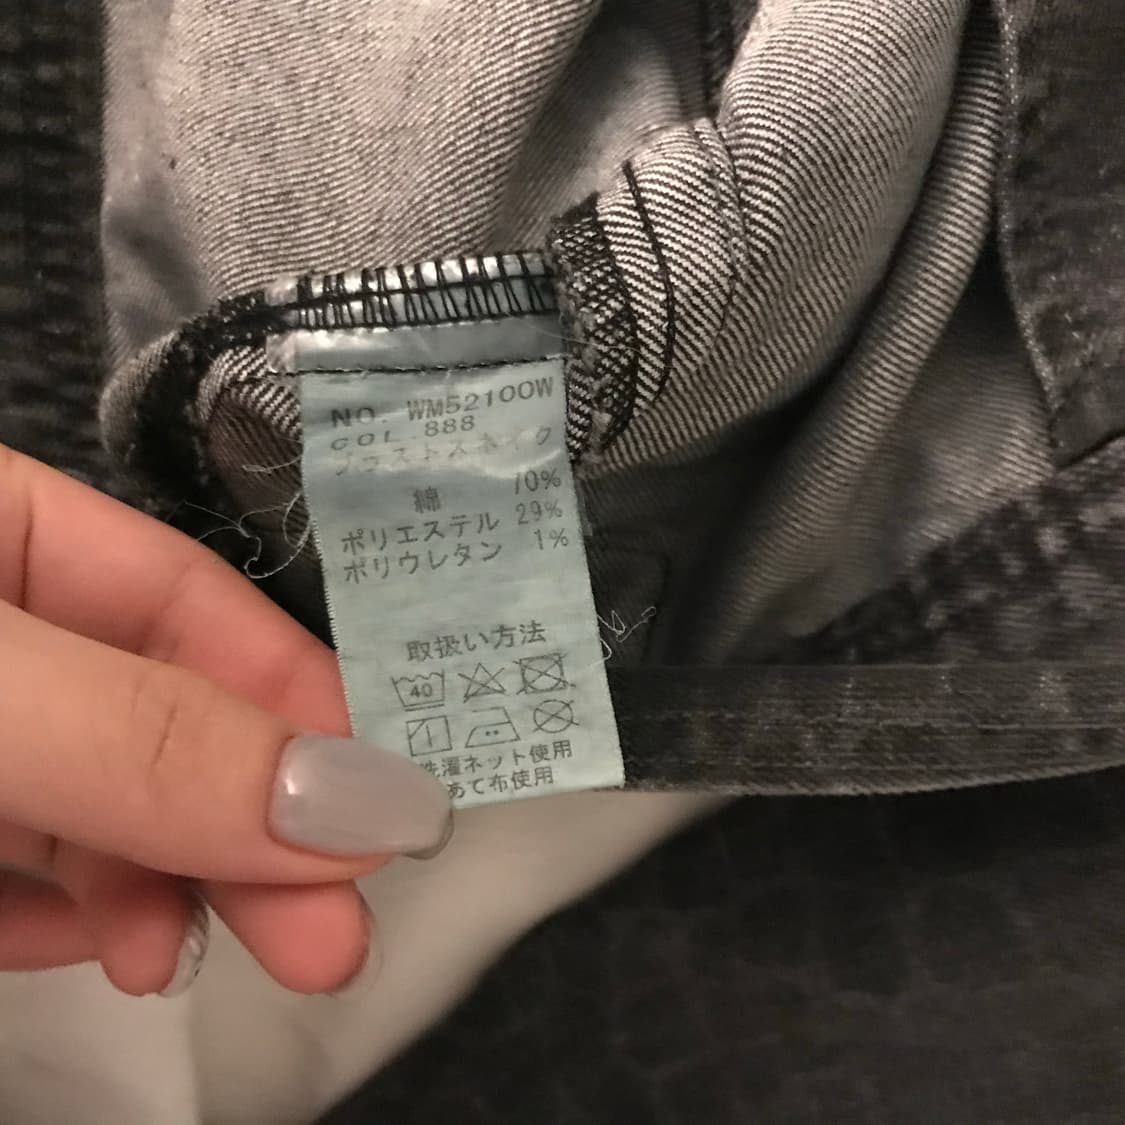 NO. WM52100W
COL.888
ブラストスネイク
綿 70%
ポリエステル 29%
ポリウレタン 1%
取扱い方法
40
洗濯ネット使用
あて布使用